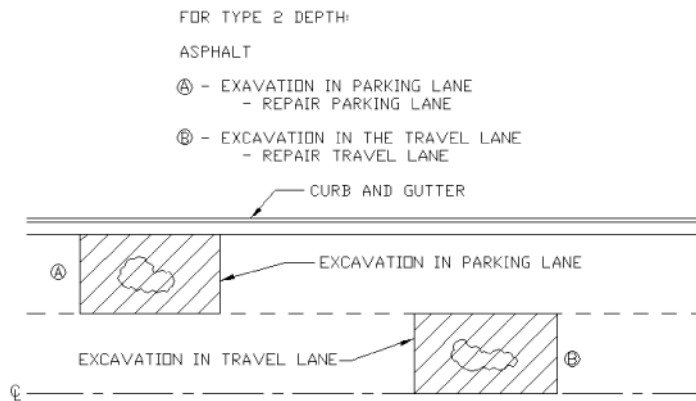 FOR TYPE 2 DEPTH:
ASPHALT
Ⓐ - EXAVATION IN PARKING LANE
- REPAIR PARKING LANE
Ⓑ - EXCAVATION IN THE TRAVEL LANE
- REPAIR TRAVEL LANE
CURB AND GUTTER
Ⓐ
EXCAVATION IN PARKING LANE
EXCAVATION IN TRAVEL LANE
Ⓑ
℄